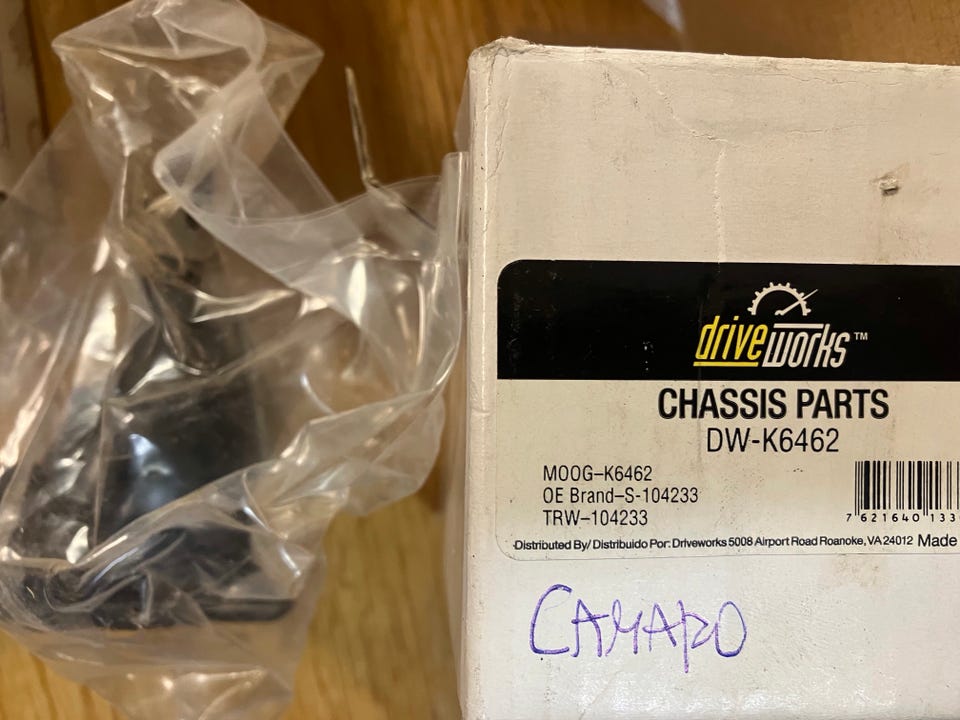 driveworks™
CHASSIS PARTS
DW-K6462
MOOG-K6462
OE Brand-S-104233
TRW-104233
7 621640 133
Distributed By/ Distribuido Por: Driveworks 5008 Airport Road Roanoke, VA 24012 Made
CAMARO